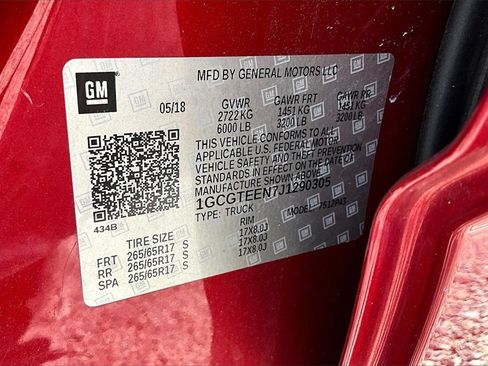 GM
MFD BY GENERAL MOTORS LLC
05/18
GVWR GAWR FRT GAWR RR
2722 KG 1451 KG 1451 KG
6000 LB 3200 LB 3200 LB
THIS VEHICLE CONFORMS TO ALL
APPLICABLE U.S. FEDERAL MOTOR
VEHICLE SAFETY STANDARDS
AND THEFT PREVENTION
STANDARDS IN EFFECT ON THE DATE OF
MANUFACTURE SHOWN ABOVE.
1GCGTEEN7J1290305
TYPE: TRUCK MODEL:
434B
TIRE SIZE RIM
FRT 265/65R17 S 17X8.0J
RR 265/65R17 S 17X8.0J
SPA 265/65R17 S 17X8.0J